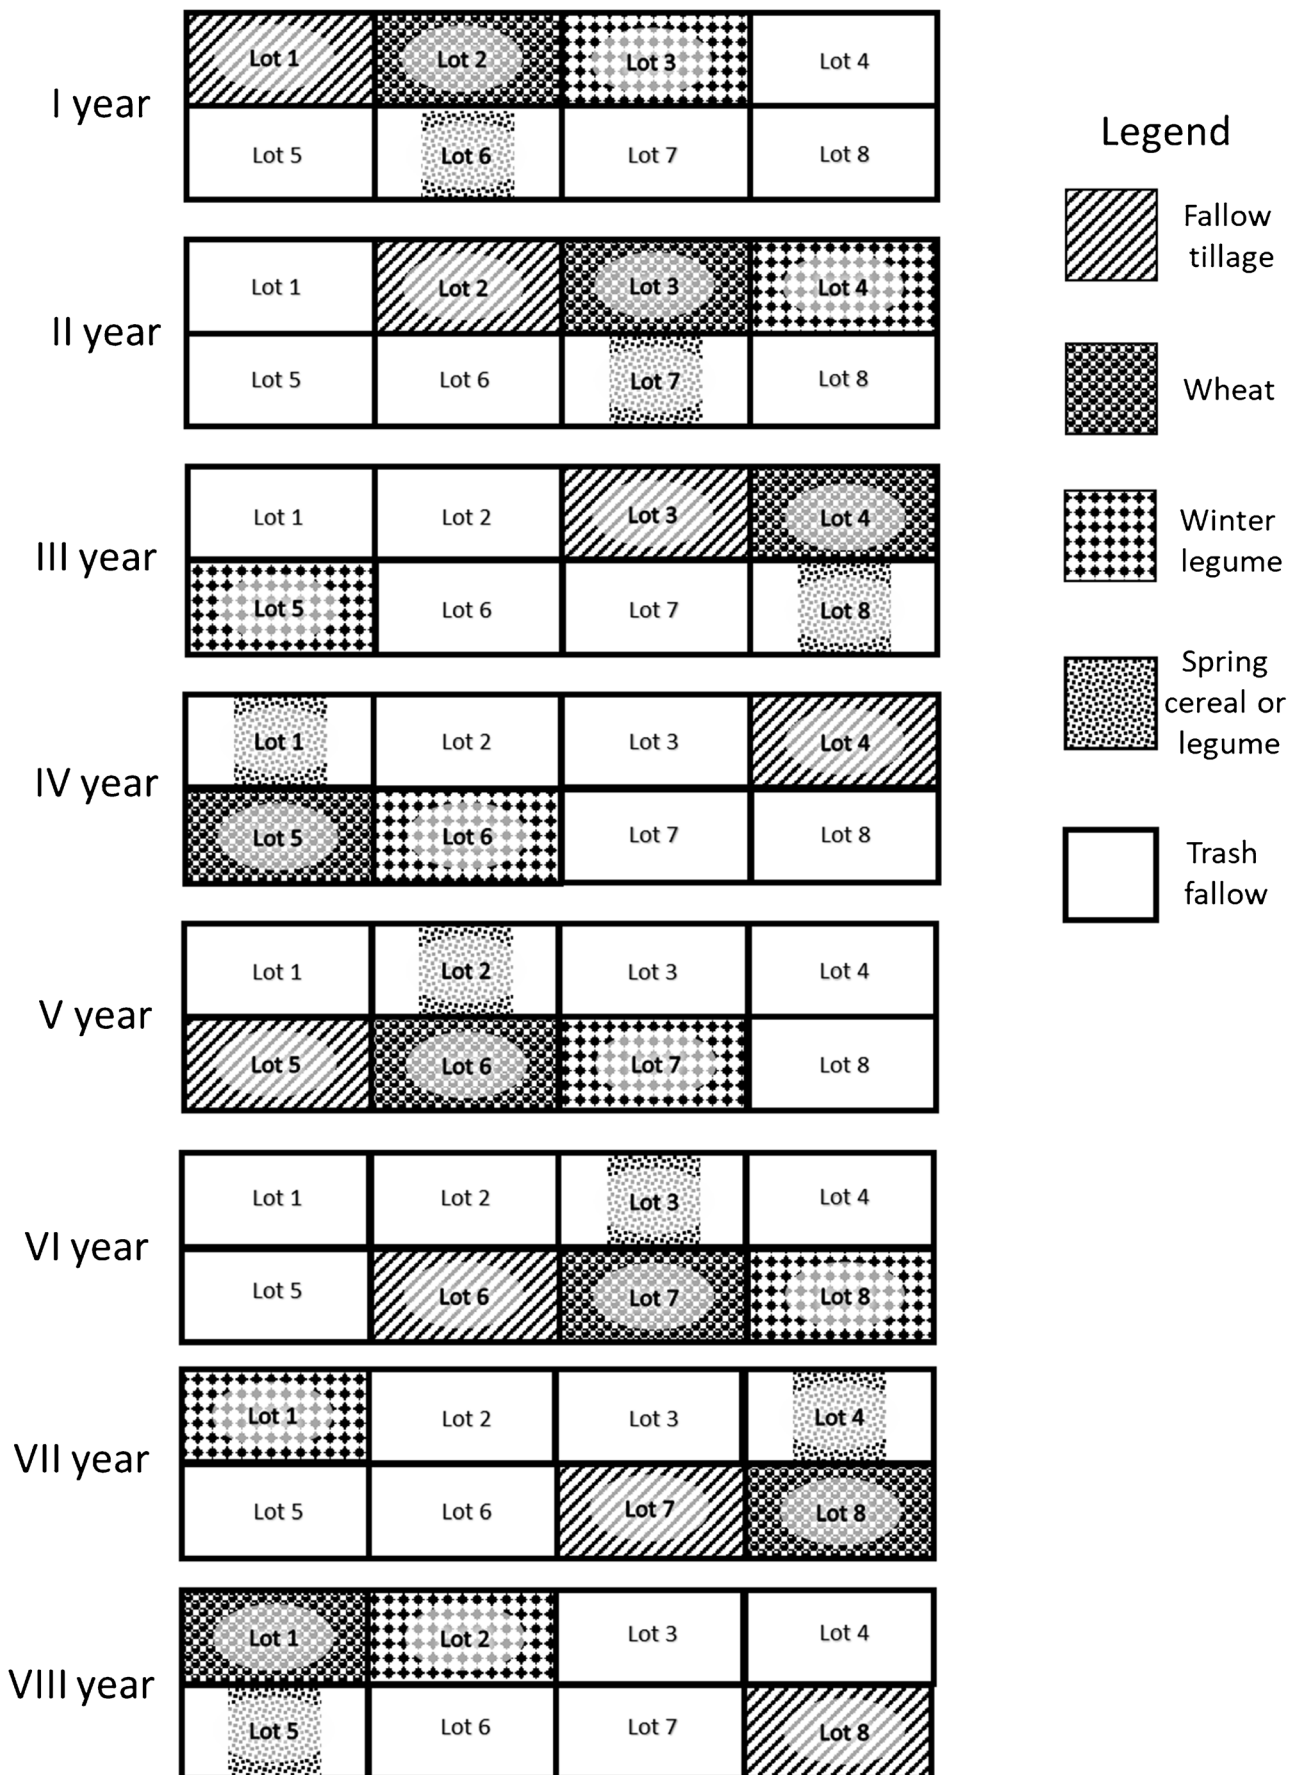 I year
Lot 1 Lot 2 Lot 3 Lot 4
Lot 5 Lot 6 Lot 7 Lot 8
II year
Lot 1 Lot 2 Lot 3 Lot 4
Lot 5 Lot 6 Lot 7 Lot 8
III year
Lot 1 Lot 2 Lot 3 Lot 4
Lot 5 Lot 6 Lot 7 Lot 8
IV year
Lot 1 Lot 2 Lot 3 Lot 4
Lot 5 Lot 6 Lot 7 Lot 8
V year
Lot 1 Lot 2 Lot 3 Lot 4
Lot 5 Lot 6 Lot 7 Lot 8
VI year
Lot 1 Lot 2 Lot 3 Lot 4
Lot 5 Lot 6 Lot 7 Lot 8
VII year
Lot 1 Lot 2 Lot 3 Lot 4
Lot 5 Lot 6 Lot 7 Lot 8
VIII year
Lot 1 Lot 2 Lot 3 Lot 4
Lot 5 Lot 6 Lot 7 Lot 8
Legend
Fallow
tillage
Wheat
Winter
legume
Spring
cereal or
legume
Trash
fallow